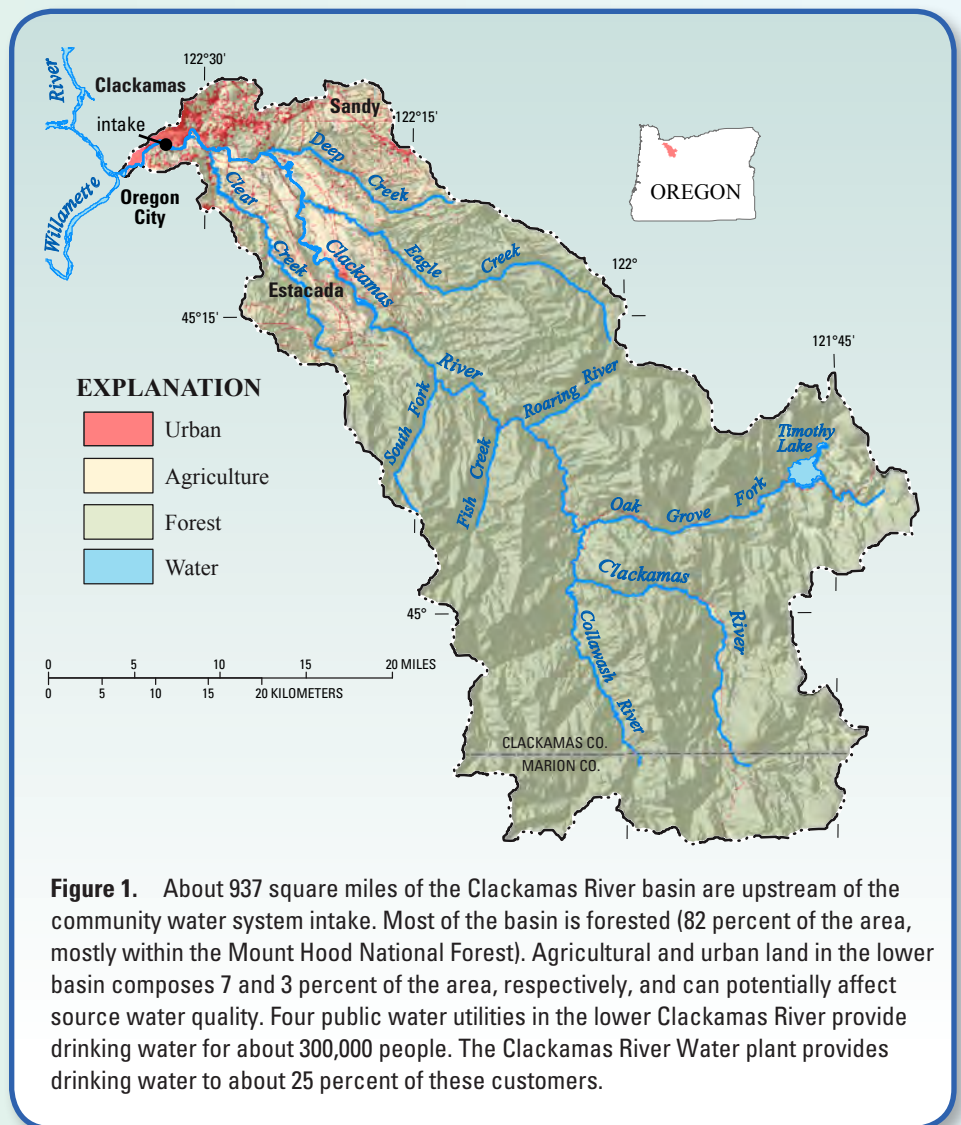 122°30'
River
Clackamas
Sandy
122°15'
intake
Deep
Creek
OREGON
Willamette
Oregon
City
Clear
Creek
Clackamas
Eagle
Creek
122°
Estacada
45°15'
121°45'
River
Roaring River
EXPLANATION
Urban
Agriculture
Forest
Water
South Fork
Fish Creek
Timothy
Lake
Oak Grove Fork
Clackamas
River
45°
Collawash
River
0 5 10 15 20 MILES
0 5 10 15 20 KILOMETERS
CLACKAMAS CO.
MARION CO.
Figure 1. About 937 square miles of the Clackamas River basin are upstream of the
community water system intake. Most of the basin is forested (82 percent of the area,
mostly within the Mount Hood National Forest). Agricultural and urban land in the lower
basin composes 7 and 3 percent of the area, respectively, and can potentially affect
source water quality. Four public water utilities in the lower Clackamas River provide
drinking water for about 300,000 people. The Clackamas River Water plant provides
drinking water to about 25 percent of these customers.